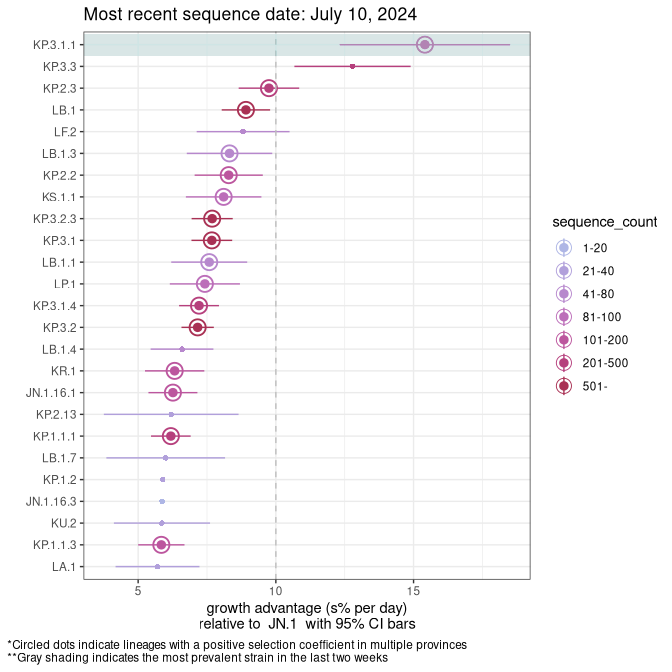 Most recent sequence date: July 10, 2024
KP.3.1.1
KP.3.3
KP.2.3
LB.1
LF.2
LB.1.3
KP.2.2
KS.1.1
KP.3.2.3
KP.3.1
LB.1.1
LP.1
KP.3.1.4
KP.3.2
LB.1.4
KR.1
JN.1.16.1
KP.2.13
KP.1.1.1
LB.1.7
KP.1.2
JN.1.16.3
KU.2
KP.1.1.3
LA.1
5 10 15
growth advantage (s% per day)
relative to JN.1 with 95% CI bars
sequence_count
1-20
21-40
41-80
81-100
101-200
201-500
501-
*Circled dots indicate lineages with a positive selection coefficient in multiple provinces
**Gray shading indicates the most prevalent strain in the last two weeks